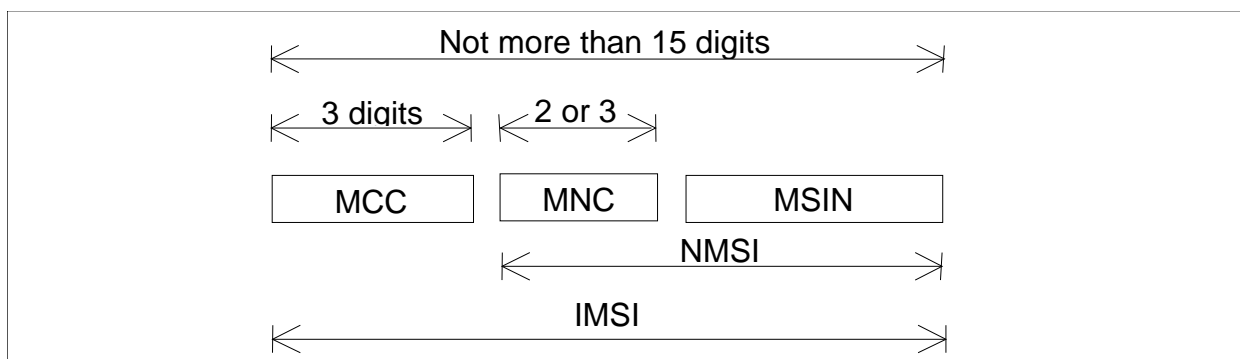 Not more than 15 digits
3 digits
2 or 3
MCC
MNC
MSIN
NMSI
IMSI